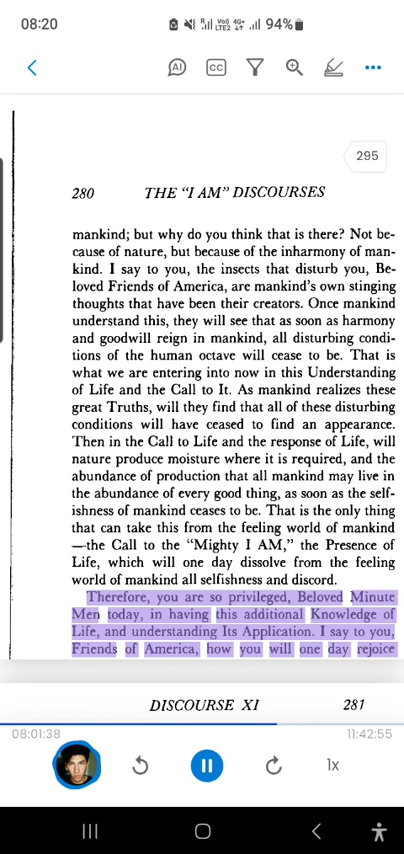 08:20
94%
AI
CC
295
280 THE "I AM" DISCOURSES
mankind; but why do you think that is there? Not be-
cause of nature, but because of the inharmony of man-
kind. I say to you, the insects that disturb you, Be-
loved Friends of America, are mankind's own stinging
thoughts that have been their creators. Once mankind
understand this, they will see that as soon as harmony
and goodwill reign in mankind, all disturbing condi-
tions of the human octave will cease to be. That is
what we are entering into now in this Understanding
of Life and the Call to It. As mankind realizes these
great Truths, will they find that all of these disturbing
conditions will have ceased to find an appearance.
Then in the Call to Life and the response of Life, will
nature produce moisture where it is required, and the
abundance of production that all mankind may live in
the abundance of every good thing, as soon as the self-
ishness of mankind ceases to be. That is the only thing
that can take this from the feeling world of mankind
—the Call to the "Mighty I AM," the Presence of
Life, which will one day dissolve from the feeling
world of mankind all selfishness and discord.
Therefore, you are so privileged, Beloved Minute
Men today, in having this additional Knowledge of
Life, and understanding Its Application. I say to you,
Friends of America, how you will one day rejoice
DISCOURSE XI 281
08:01:38 11:42:55
1x